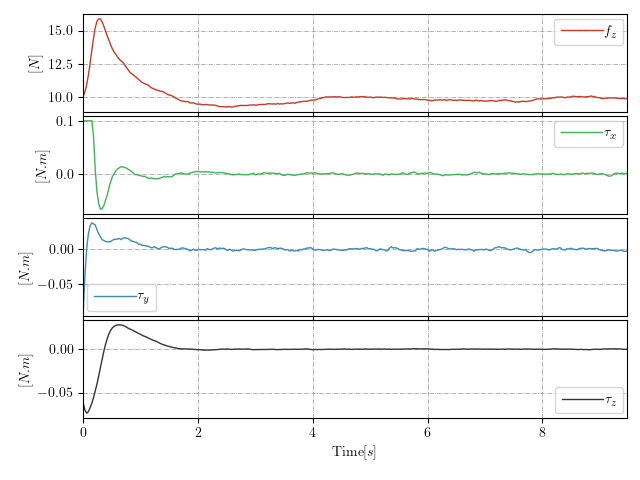 15.0
12.5
10.0
[N]
f_z
0.1
0.0
[N.m]
τ_x
0.00
−0.05
[N.m]
τ_y
0.00
−0.05
[N.m]
τ_z
0 2 4 6 8
Time[s]